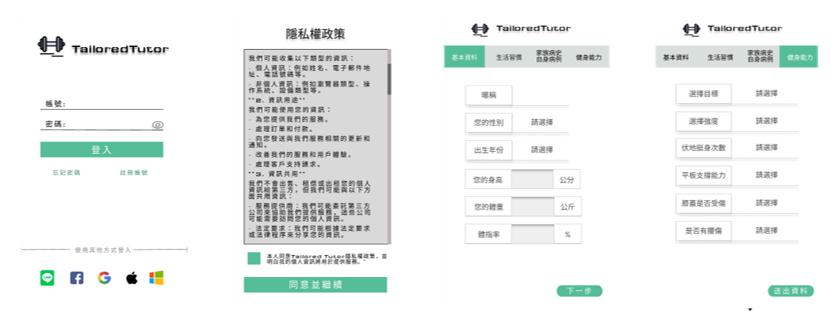 TailoredTutor
帳號：
密碼：
登入
忘記密碼
註冊帳號
使用其他方式登入
隱私權政策
我們可能收集以下類型的資訊：
- 個人資訊：例如姓名、電子郵件地
址、電話號碼等。
- 非個人資訊：例如瀏覽器類型、操
作系統、設備類型等。
**2. 資訊用途**
我們可能使用您的資訊：
- 為您提供我們的服務。
- 處理訂單和付款。
- 向您發送與我們服務相關的更新和
通知。
- 改善我們的服務和用戶體驗。
- 處理客戶支持請求。
**3. 資訊共用**
我們不會出售、租借或出租您的個人
資訊給第三方，但我們可能與以下方
面共用資訊：
- 服務提供商：我們可能委託第三方
公司來協助我們提供服務，這些公司
可能需要訪問您的個人資訊。
- 法定要求：我們可能根據法定要求
或法律程序來分享您的資訊。
本人同意Tailored Tutor隱私權政策，並
明白我的個人資訊將用於提供服務。"
同意並繼續
TailoredTutor
基本資料
生活習慣
家族病史
自身病例
健身能力
暱稱
您的性別 請選擇
出生年份 請選擇
您的身高 公分
您的體重 公斤
體指率 %
下一步
TailoredTutor
基本資料
生活習慣
家族病史
自身病例
健身能力
選擇目標 請選擇
選擇強度 請選擇
伏地挺身次數 請選擇
平板支撐能力 請選擇
膝蓋是否受傷 請選擇
是否有腰傷 請選擇
送出資料